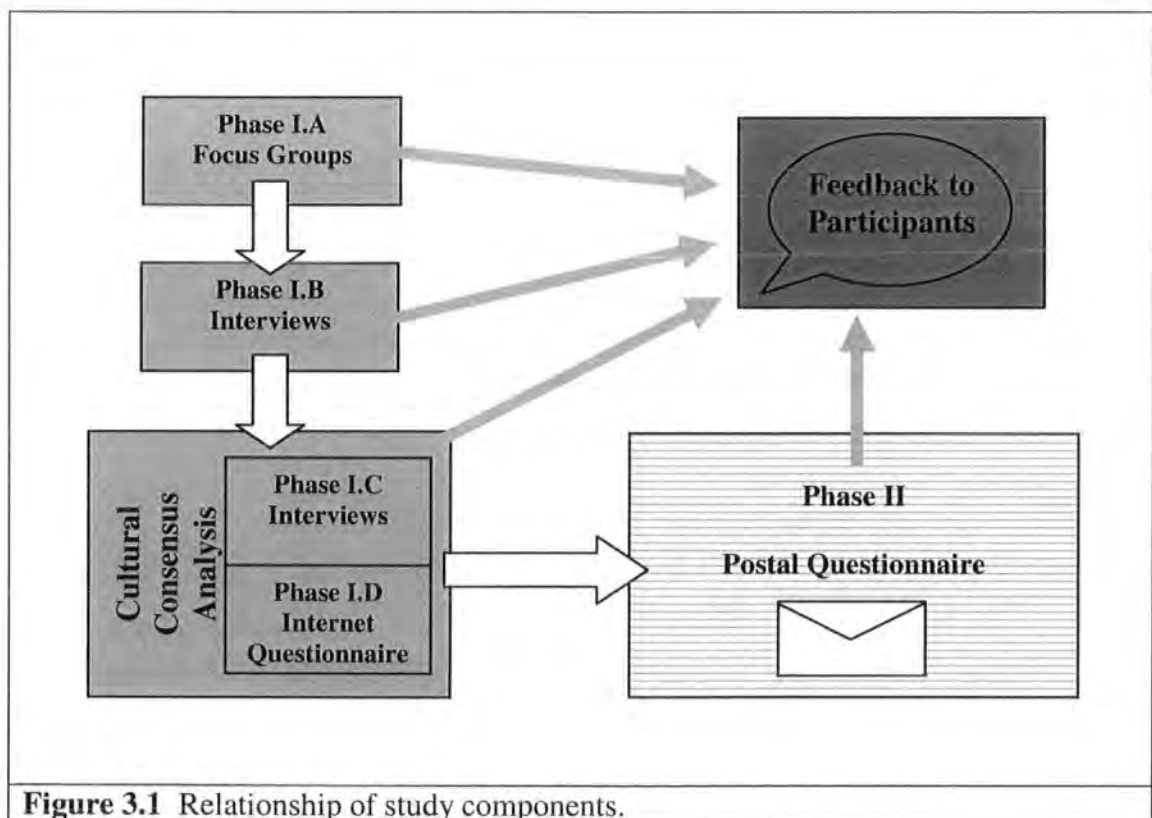 Phase I.A
Focus Groups
Feedback to
Participants
Phase I.B
Interviews
Cultural
Consensus
Analysis
Phase I.C
Interviews
Phase I.D
Internet
Questionnaire
Phase II
Postal Questionnaire
Figure 3.1 Relationship of study components.